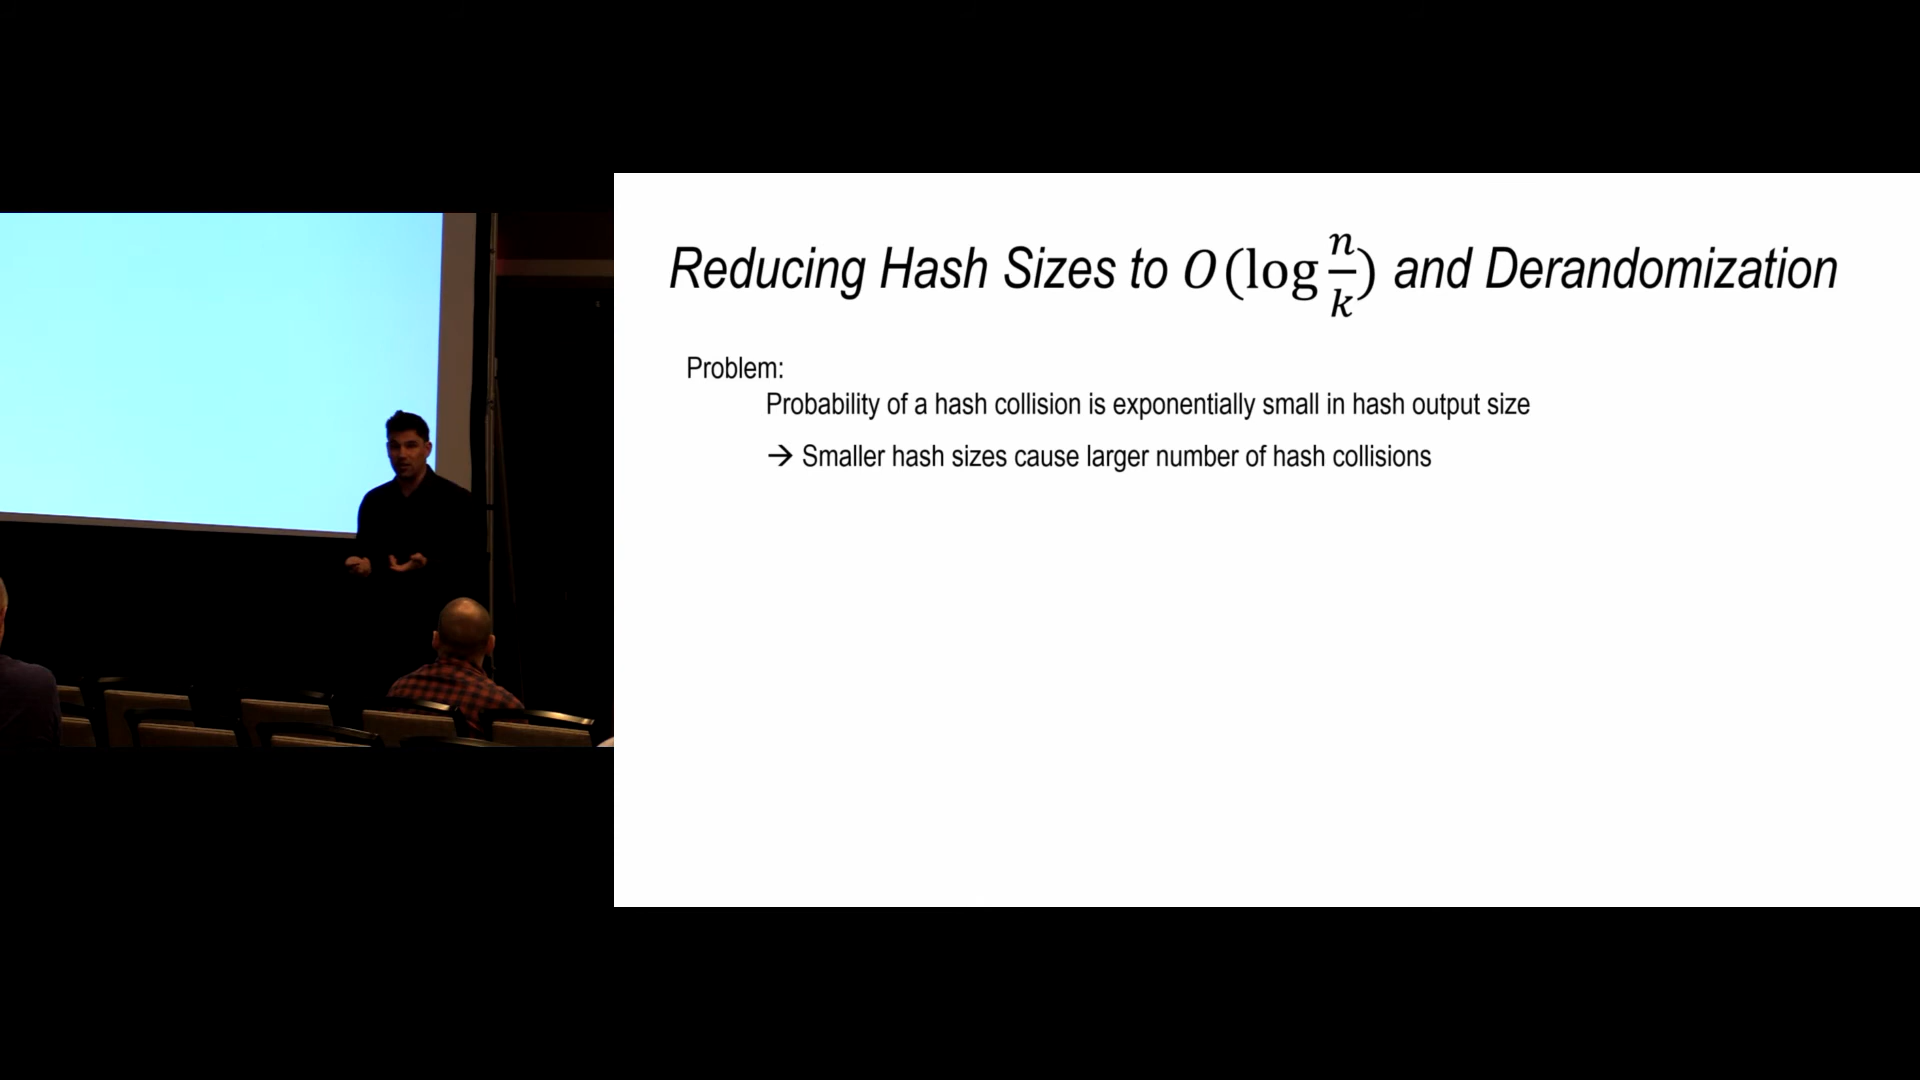 Reducing Hash Sizes to O(log n/k) and Derandomization
Problem:
Probability of a hash collision is exponentially small in hash output size
→ Smaller hash sizes cause larger number of hash collisions